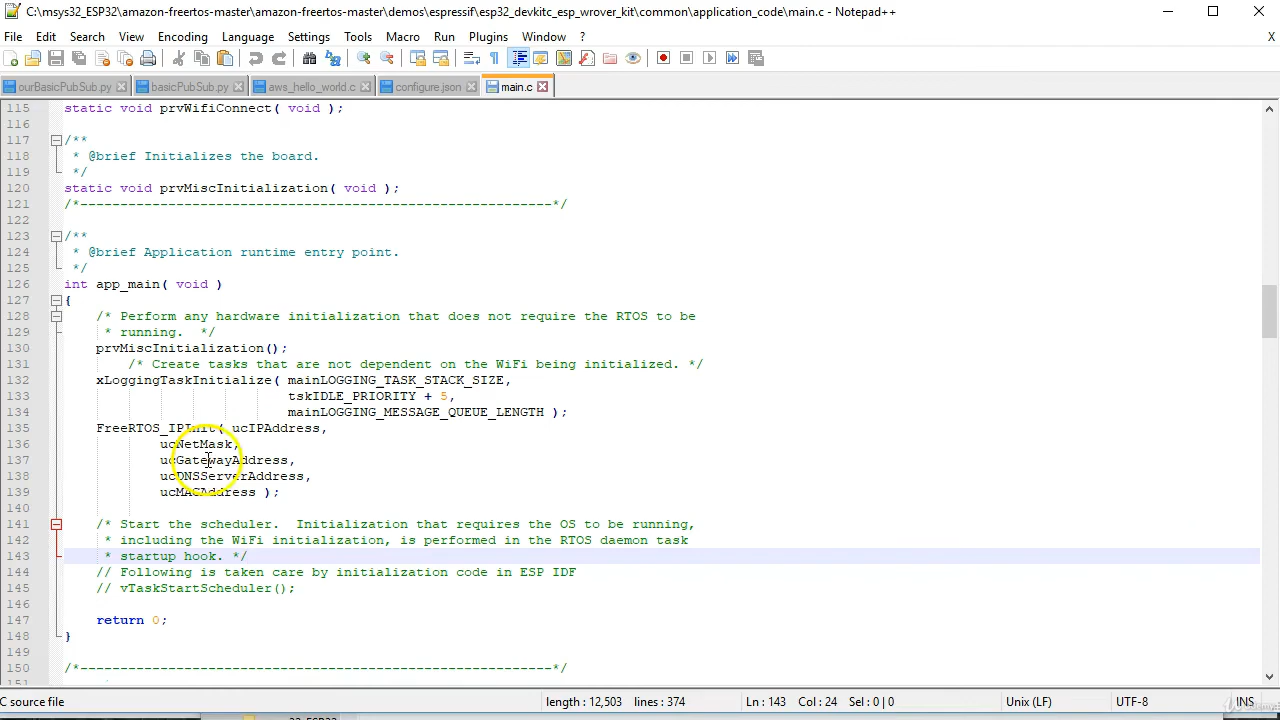 C:\msys32_ESP32\amazon-freertos-master\amazon-freertos-master\demos\espressif\esp32_devkitc_esp_wrover_kit\common\application_code\main.c - Notepad++
File Edit Search View Encoding Language Settings Tools Macro Run Plugins Window ? X
ourBasicPubSub.py basicPubSub.py aws_hello_world.c configure.json main.c
115 static void prvWifiConnect( void );
116
117 /**
118 * @brief Initializes the board.
119 */
120 static void prvMiscInitialization( void );
121 /*-----------------------------------------------------------*/
122
123 /**
124 * @brief Application runtime entry point.
125 */
126 int app_main( void )
127 {
128 /* Perform any hardware initialization that does not require the RTOS to be
129 * running. */
130 prvMiscInitialization();
131 /* Create tasks that are not dependent on the WiFi being initialized. */
132 xLoggingTaskInitialize( mainLOGGING_TASK_STACK_SIZE,
133 tskIDLE_PRIORITY + 5,
134 mainLOGGING_MESSAGE_QUEUE_LENGTH );
135 FreeRTOS_IPInit( ucIPAddress,
136 ucNetMask,
137 ucGatewayAddress,
138 ucDNSServerAddress,
139 ucMACAddress );
140
141 /* Start the scheduler. Initialization that requires the OS to be running,
142 * including the WiFi initialization, is performed in the RTOS daemon task
143 * startup hook. */
144 // Following is taken care by initialization code in ESP IDF
145 // vTaskStartScheduler();
146
147 return 0;
148 }
149
150 /*-----------------------------------------------------------*/
151
C source file length : 12,503 lines : 374 Ln : 143 Col : 24 Sel : 0 | 0 Unix (LF) UTF-8 INS